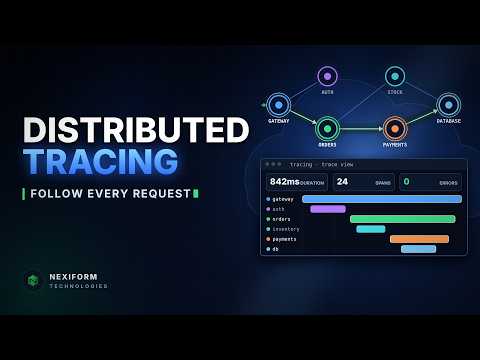 DISTRIBUTED
TRACING
FOLLOW EVERY REQUEST
NEXIFORM
TECHNOLOGIES
AUTH
STOCK
GATEWAY
DATABASE
ORDERS
PAYMENTS
tracing - trace view
842ms DURATION
24 SPANS
0 ERRORS
gateway
auth
orders
inventory
payments
db